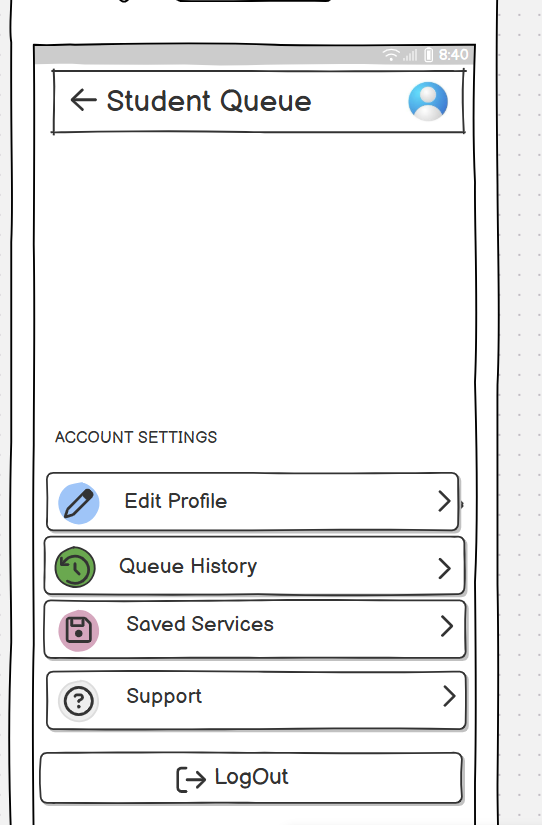 8:40
Student Queue
ACCOUNT SETTINGS
Edit Profile
Queue History
Saved Services
Support
LogOut